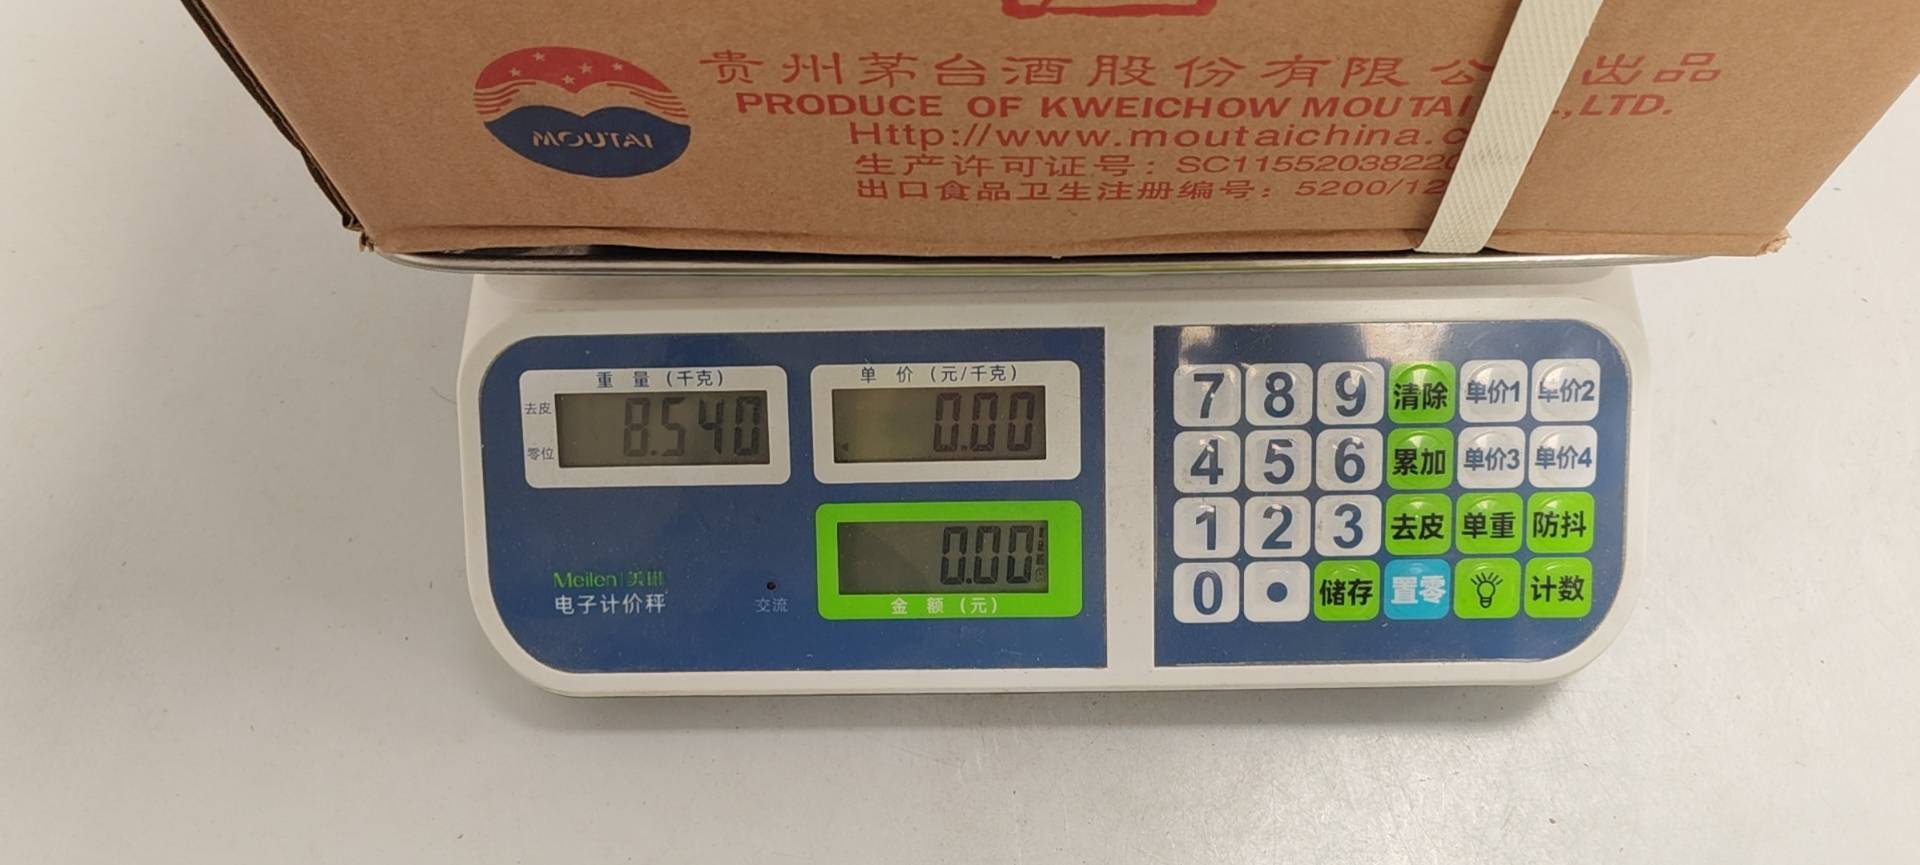 MOUTAI
贵州茅台酒股份有限公 出品
PRODUCE OF KWEICHOW MOUTAI ,LTD.
Http://www.moutaichina.c
生产许可证号：SC1155203822
出口食品卫生注册编号：5200/12
重量（千克）
去皮
零位
8.540
单价（元/千克）
0.00
0.00
金额（元）
Meilen 美琳
电子计价秤
交流
7 8 9 清除 单价1 单价2
4 5 6 累加 单价3 单价4
1 2 3 去皮 单重 防抖
0 • 储存 置零 计数